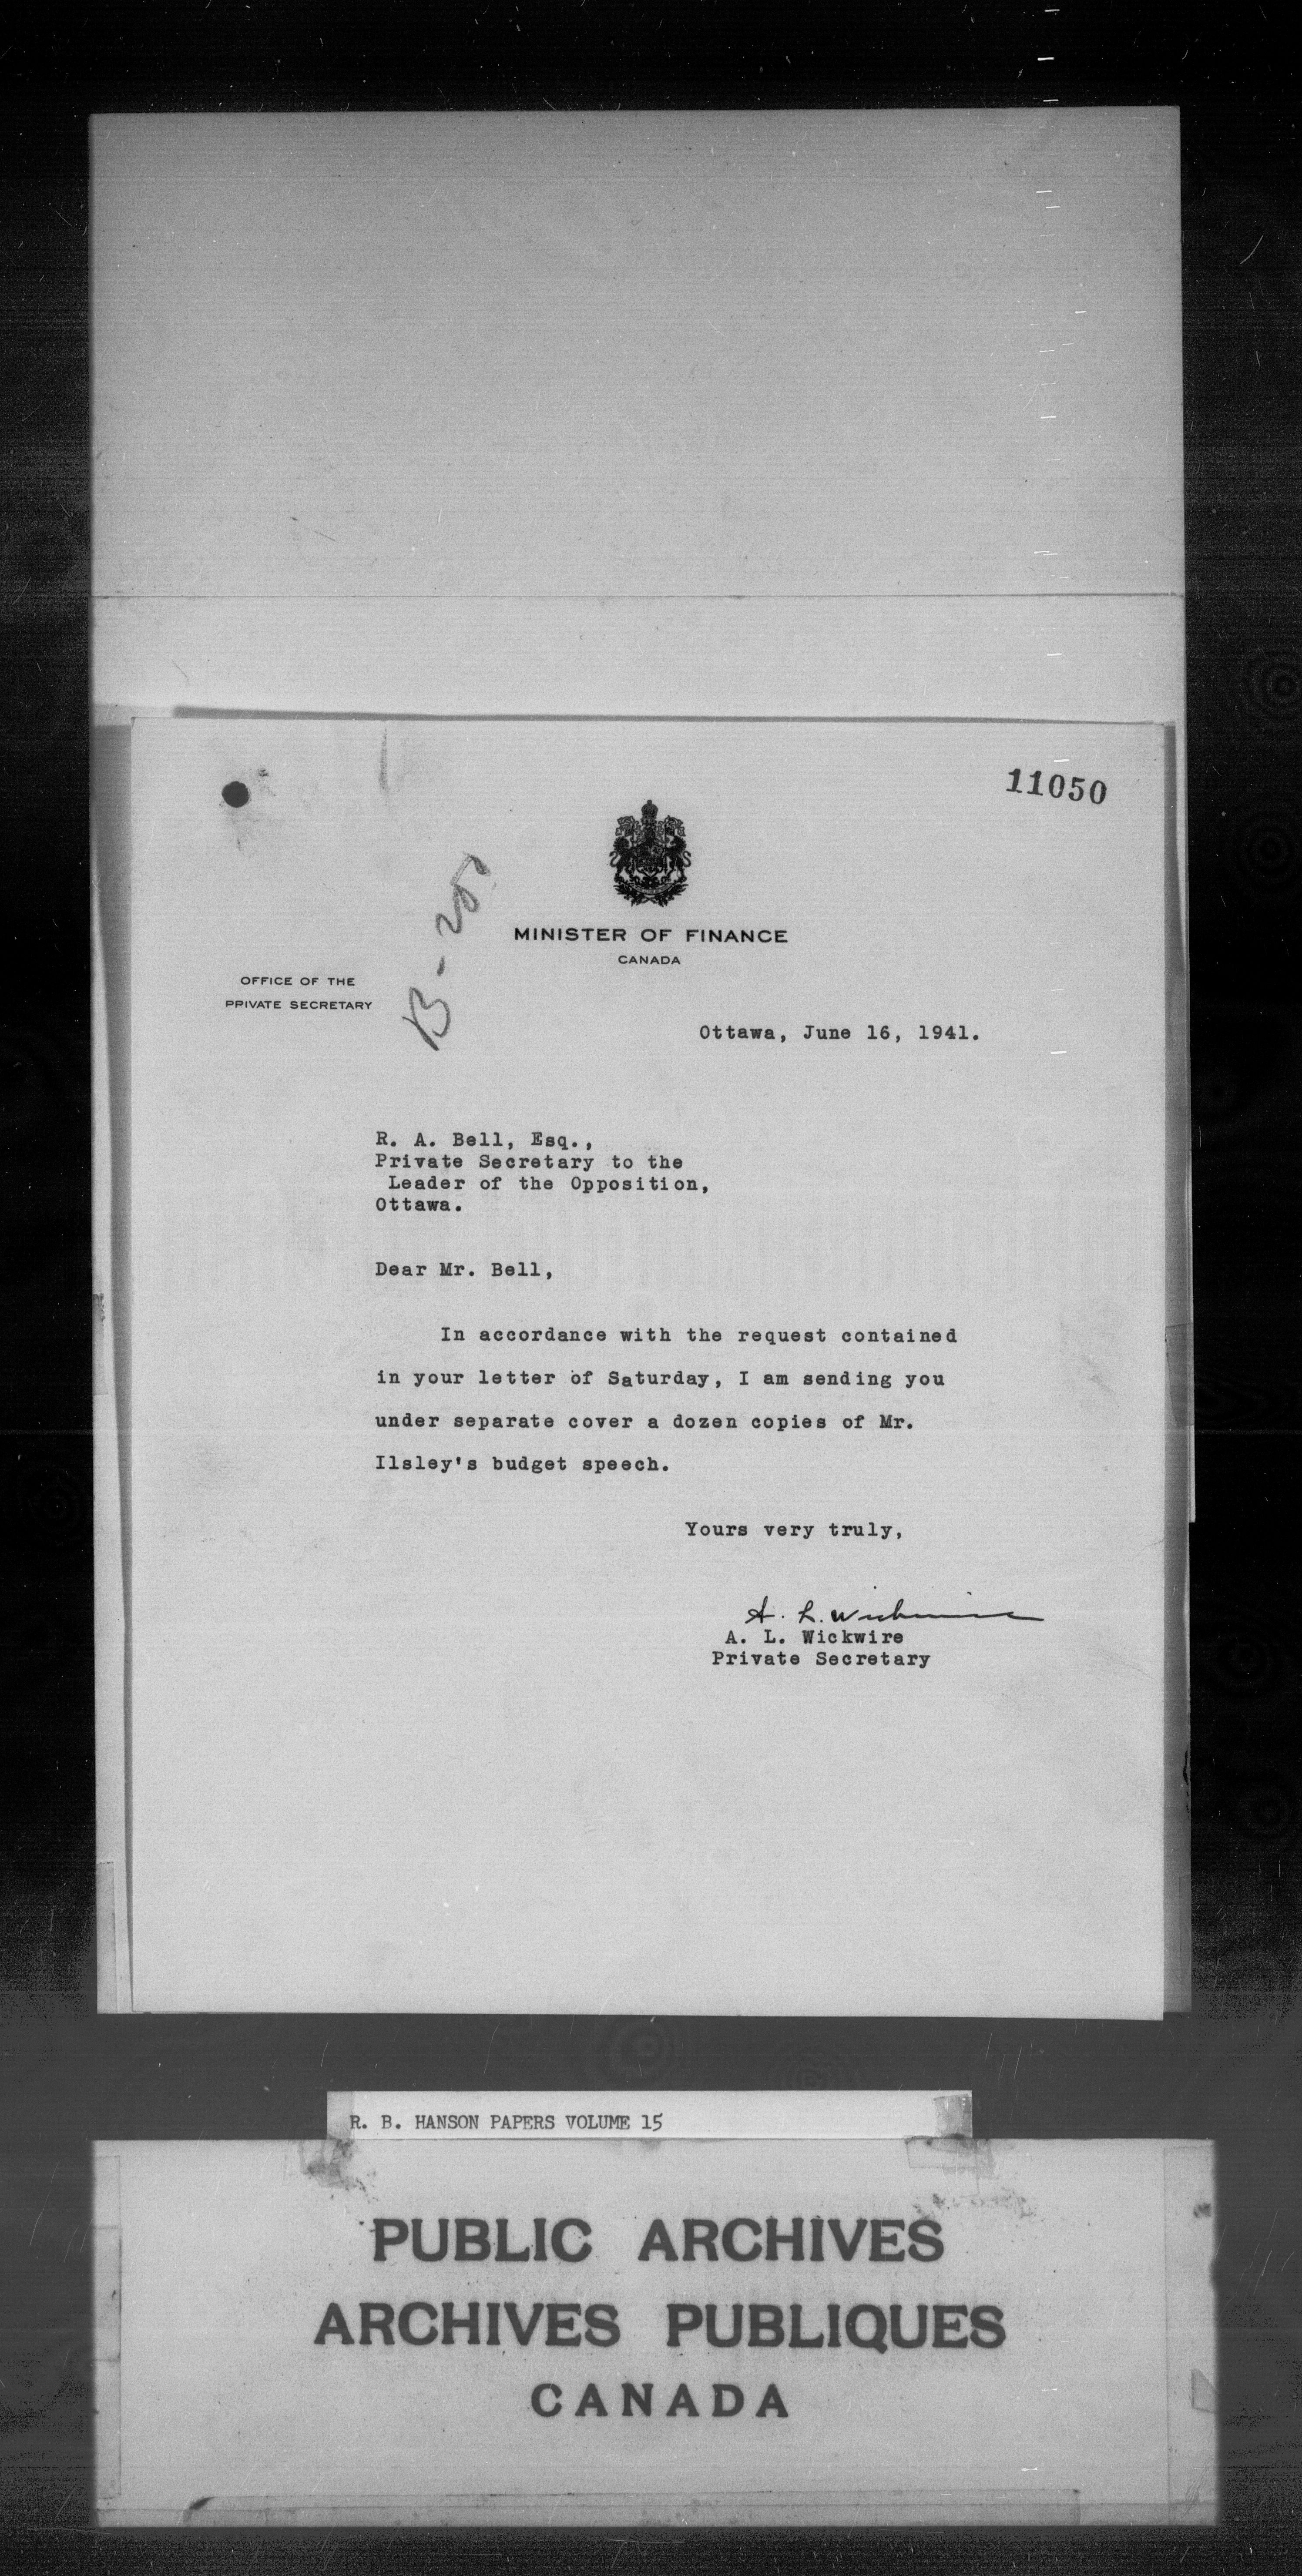 11050
B-25
MINISTER OF FINANCE
CANADA
OFFICE OF THE
PRIVATE SECRETARY
Ottawa, June 16, 1941.
R. A. Bell, Esq.,
Private Secretary to the
Leader of the Opposition,
Ottawa.
Dear Mr. Bell,
In accordance with the request contained
in your letter of Saturday, I am sending you
under separate cover a dozen copies of Mr.
Ilsley's budget speech.
Yours very truly,
A. L. Wickwire
A. L. Wickwire
Private Secretary
R. B. HANSON PAPERS VOLUME 15
PUBLIC ARCHIVES
ARCHIVES PUBLIQUES
CANADA